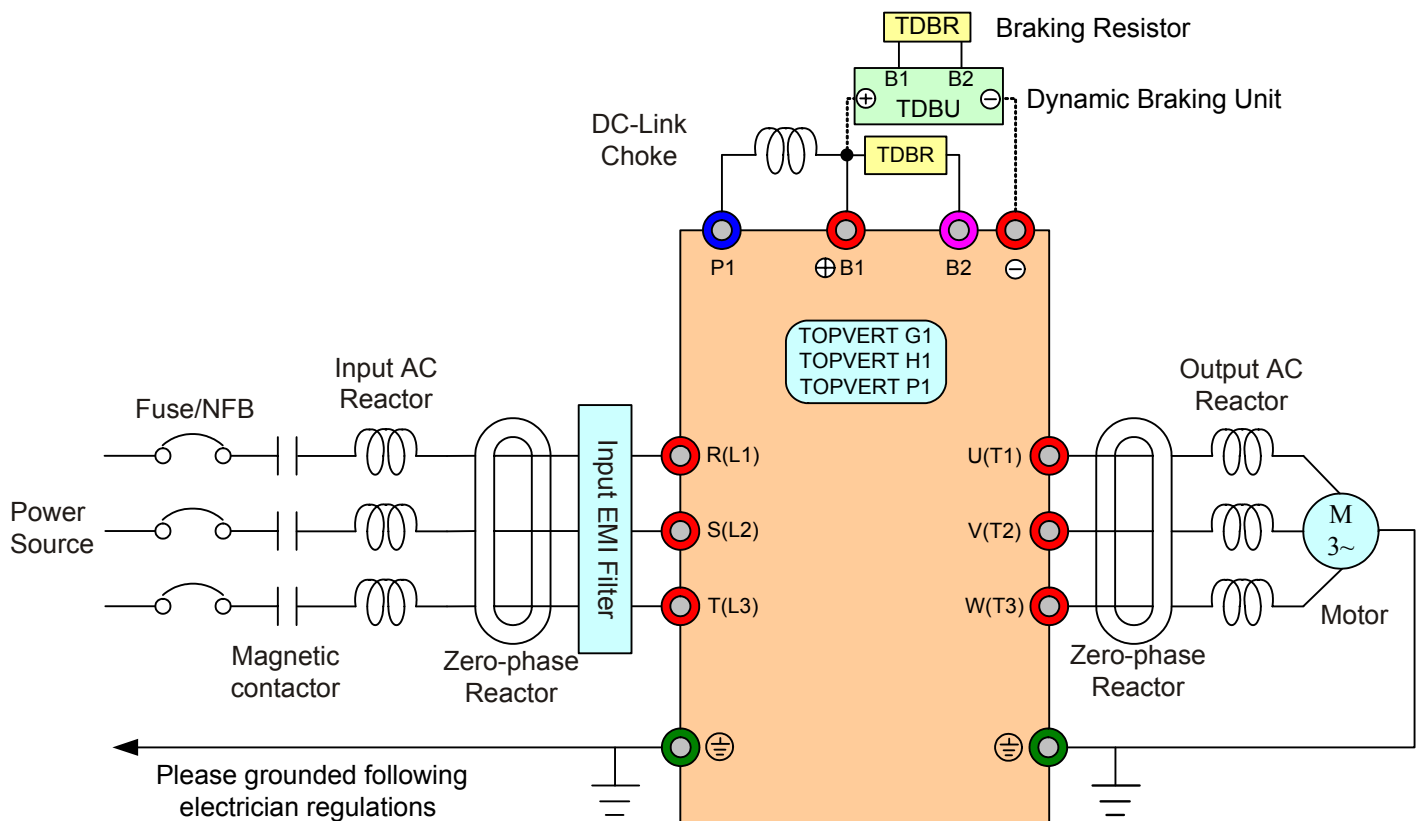 TDBR
Braking Resistor
B1
B2
TDBU
Dynamic Braking Unit
DC-Link
Choke
TDBR
P1
⊕ B1
B2
⊖
TOPVERT G1
TOPVERT H1
TOPVERT P1
Input AC
Reactor
Fuse/NFB
Output AC
Reactor
Power
Source
Input EMI Filter
R(L1)
S(L2)
T(L3)
U(T1)
V(T2)
W(T3)
M
3~
Motor
Magnetic
contactor
Zero-phase
Reactor
Zero-phase
Reactor
Please grounded following
electrician regulations